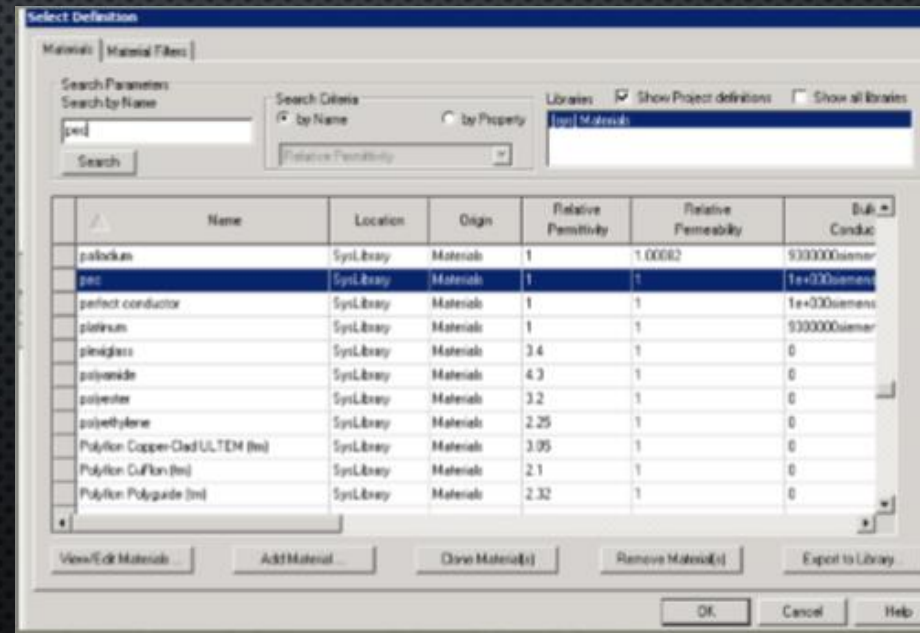 Select Definition
Materials Material Filters
Search Parameters
Search by Name
pec
Search
Search Criteria
by Name by Property
Relative Permittivity
Libraries Show Project definitions Show all libraries
[sys] Materials
Name Location Origin Relative Permittivity Relative Permeability Bulk Conduc
palladium SysLibrary Materials 1 1.00082 9300000siemen
pec SysLibrary Materials 1 1 1e+030siemens
perfect conductor SysLibrary Materials 1 1 1e+030siemens
platinum SysLibrary Materials 1 1 9300000siemen
plexiglass SysLibrary Materials 3.4 1 0
polyamide SysLibrary Materials 4.3 1 0
polyester SysLibrary Materials 3.2 1 0
polyethylene SysLibrary Materials 2.25 1 0
Polyflon Copper-Clad ULTEM (tm) SysLibrary Materials 3.05 1 0
Polyflon CuFlon (tm) SysLibrary Materials 2.1 1 0
Polyflon Polyguide (tm) SysLibrary Materials 2.32 1 0
View/Edit Materials ... Add Material ... Clone Material(s) Remove Material(s) Export to Library...
OK Cancel Help